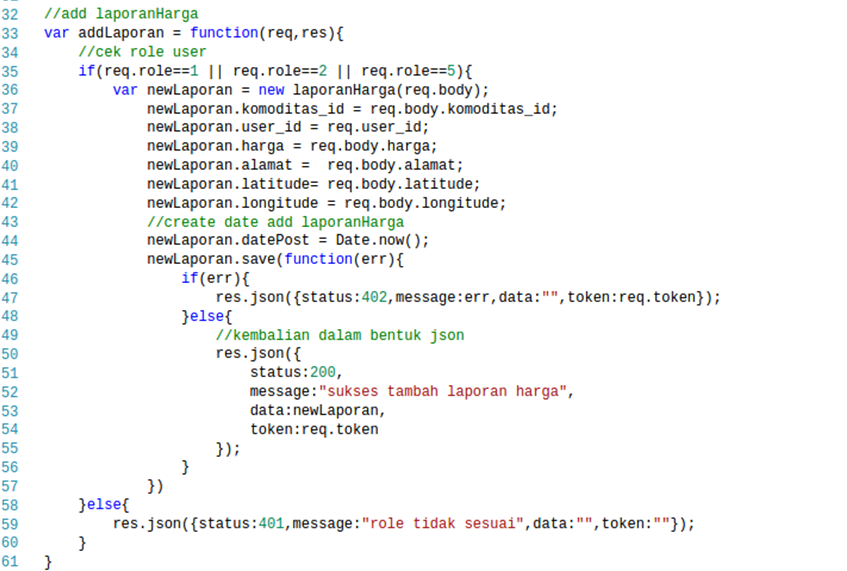 32 //add laporanHarga
33 var addLaporan = function(req,res){
34     //cek role user
35     if(req.role==1 || req.role==2 || req.role==5){
36         var newLaporan = new laporanHarga(req.body);
37             newLaporan.komoditas_id = req.body.komoditas_id;
38             newLaporan.user_id = req.user_id;
39             newLaporan.harga = req.body.harga;
40             newLaporan.alamat =  req.body.alamat;
41             newLaporan.latitude= req.body.latitude;
42             newLaporan.longitude = req.body.longitude;
43             //create date add laporanHarga
44             newLaporan.datePost = Date.now();
45             newLaporan.save(function(err){
46                 if(err){
47                     res.json({status:402,message:err,data:"",token:req.token});
48                 }else{
49                     //kembalian dalam bentuk json
50                     res.json({
51                         status:200,
52                         message:"sukses tambah laporan harga",
53                         data:newLaporan,
54                         token:req.token
55                     });
56                 }
57             })
58     }else{
59         res.json({status:401,message:"role tidak sesuai",data:"",token:""});
60     }
61 }